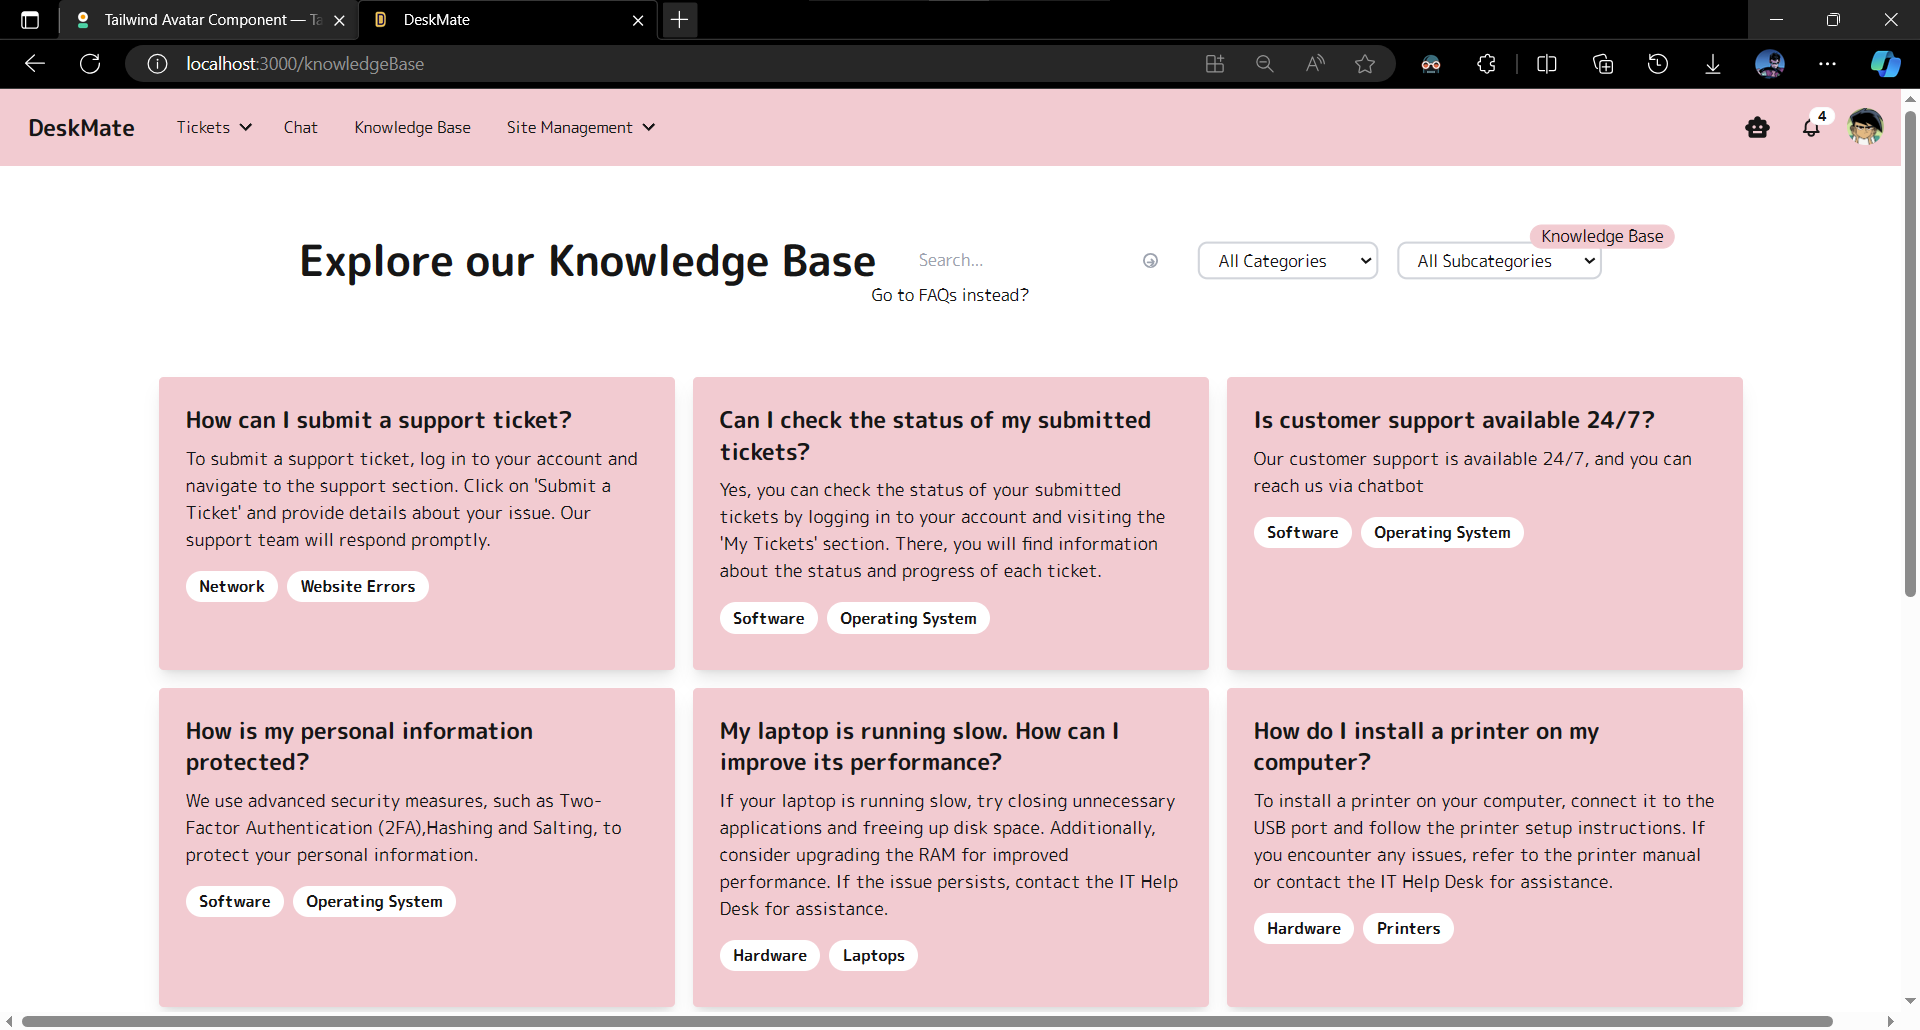 Tailwind Avatar Component — Ta
DeskMate
localhost:3000/knowledgeBase
DeskMate
Tickets
Chat
Knowledge Base
Site Management
4
Explore our Knowledge Base
Search...
All Categories
All Subcategories
Knowledge Base
Go to FAQs instead?
How can I submit a support ticket?
To submit a support ticket, log in to your account and
navigate to the support section. Click on 'Submit a
Ticket' and provide details about your issue. Our
support team will respond promptly.
Network
Website Errors
Can I check the status of my submitted
tickets?
Yes, you can check the status of your submitted
tickets by logging in to your account and visiting the
'My Tickets' section. There, you will find information
about the status and progress of each ticket.
Software
Operating System
Is customer support available 24/7?
Our customer support is available 24/7, and you can
reach us via chatbot
Software
Operating System
How is my personal information
protected?
We use advanced security measures, such as Two-
Factor Authentication (2FA),Hashing and Salting, to
protect your personal information.
Software
Operating System
My laptop is running slow. How can I
improve its performance?
If your laptop is running slow, try closing unnecessary
applications and freeing up disk space. Additionally,
consider upgrading the RAM for improved
performance. If the issue persists, contact the IT Help
Desk for assistance.
Hardware
Laptops
How do I install a printer on my
computer?
To install a printer on your computer, connect it to the
USB port and follow the printer setup instructions. If
you encounter any issues, refer to the printer manual
or contact the IT Help Desk for assistance.
Hardware
Printers